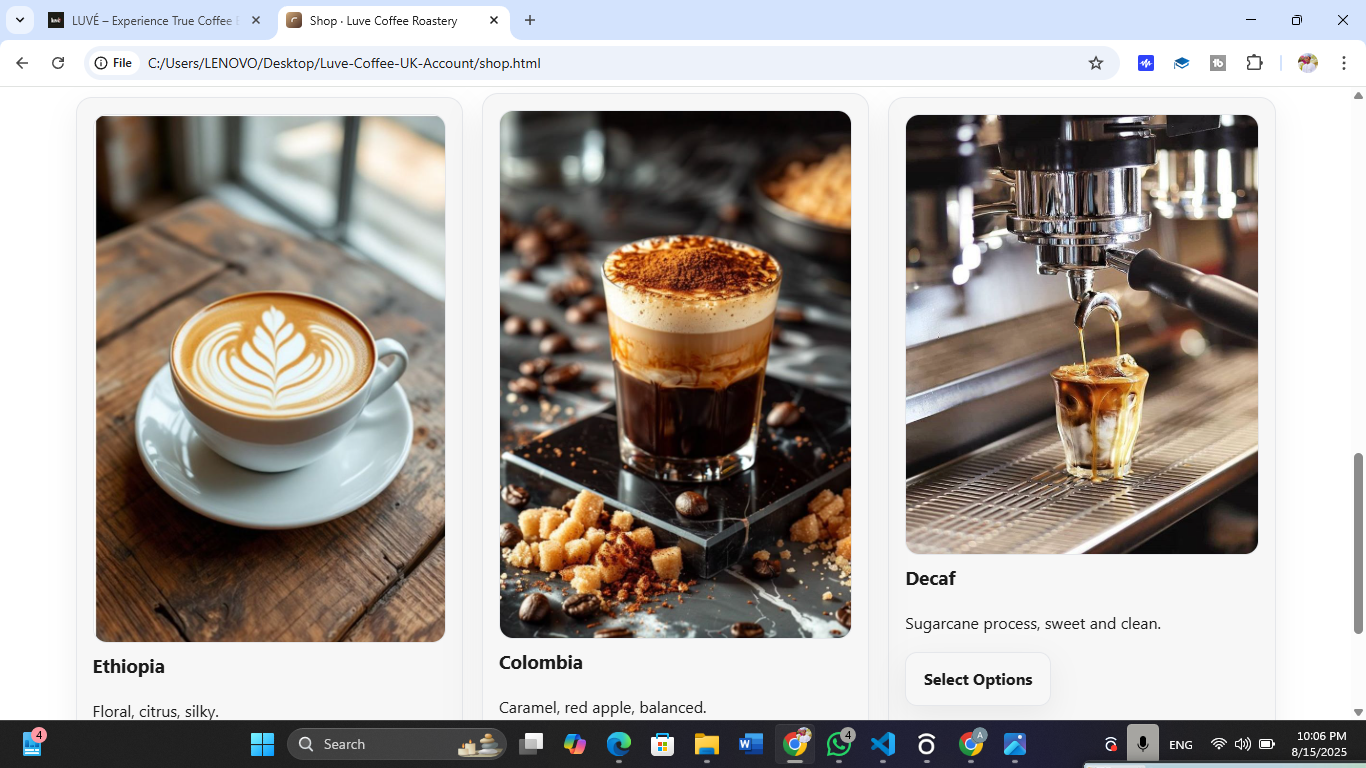 LUVÉ – Experience True Coffee
Shop · Luve Coffee Roastery
File
C:/Users/LENOVO/Desktop/Luve-Coffee-UK-Account/shop.html
Ethiopia
Floral, citrus, silky.
Colombia
Caramel, red apple, balanced.
Decaf
Sugarcane process, sweet and clean.
Select Options
4
Search
4
A
ENG
10:06 PM
8/15/2025